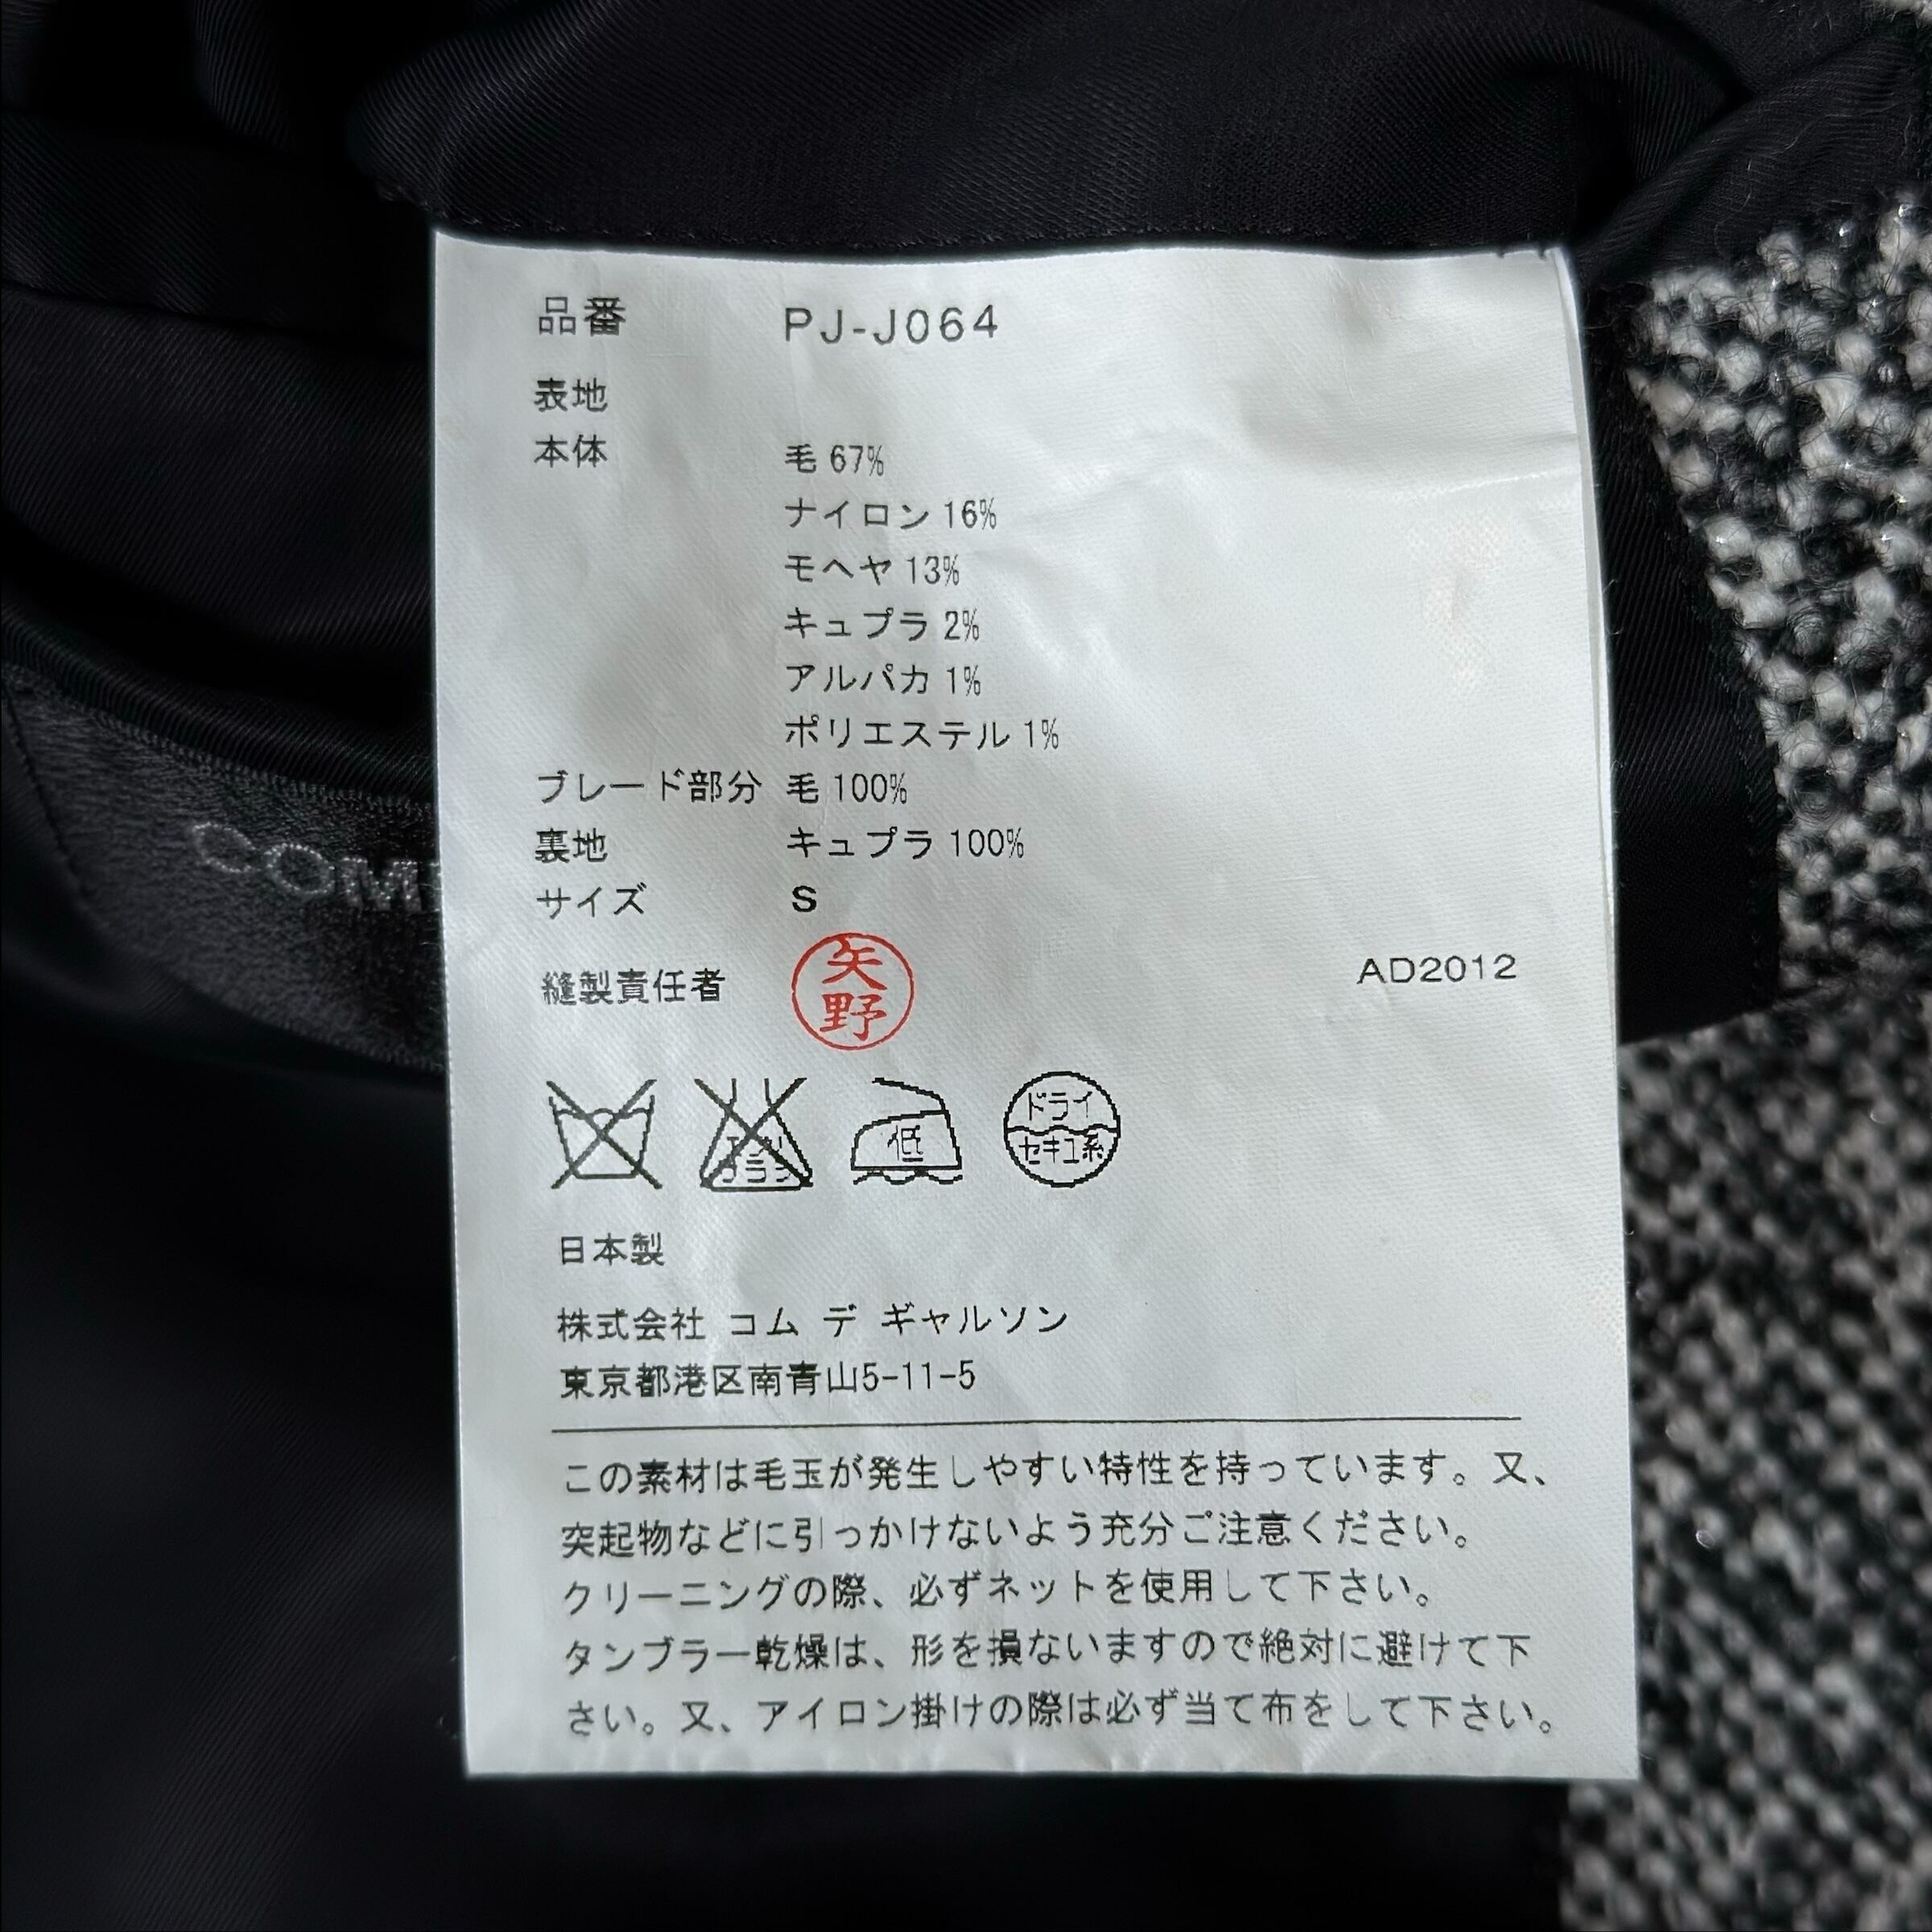 品番 PJ-J064
表地
本体 毛 67%
ナイロン 16%
モヘヤ 13%
キュプラ 2%
アルパカ 1%
ポリエステル 1%
ブレード部分 毛 100%
裏地 キュプラ 100%
サイズ S
縫製責任者 矢野 AD2012
低 ドライ セキユ系
日本製
株式会社 コム デ ギャルソン
東京都港区南青山5-11-5
この素材は毛玉が発生しやすい特性を持っています。又、
突起物などに引っかけないよう充分ご注意ください。
クリーニングの際、必ずネットを使用して下さい。
タンブラー乾燥は、形を損ないますので絶対に避けて下
さい。又、アイロン掛けの際は必ず当て布をして下さい。
COM